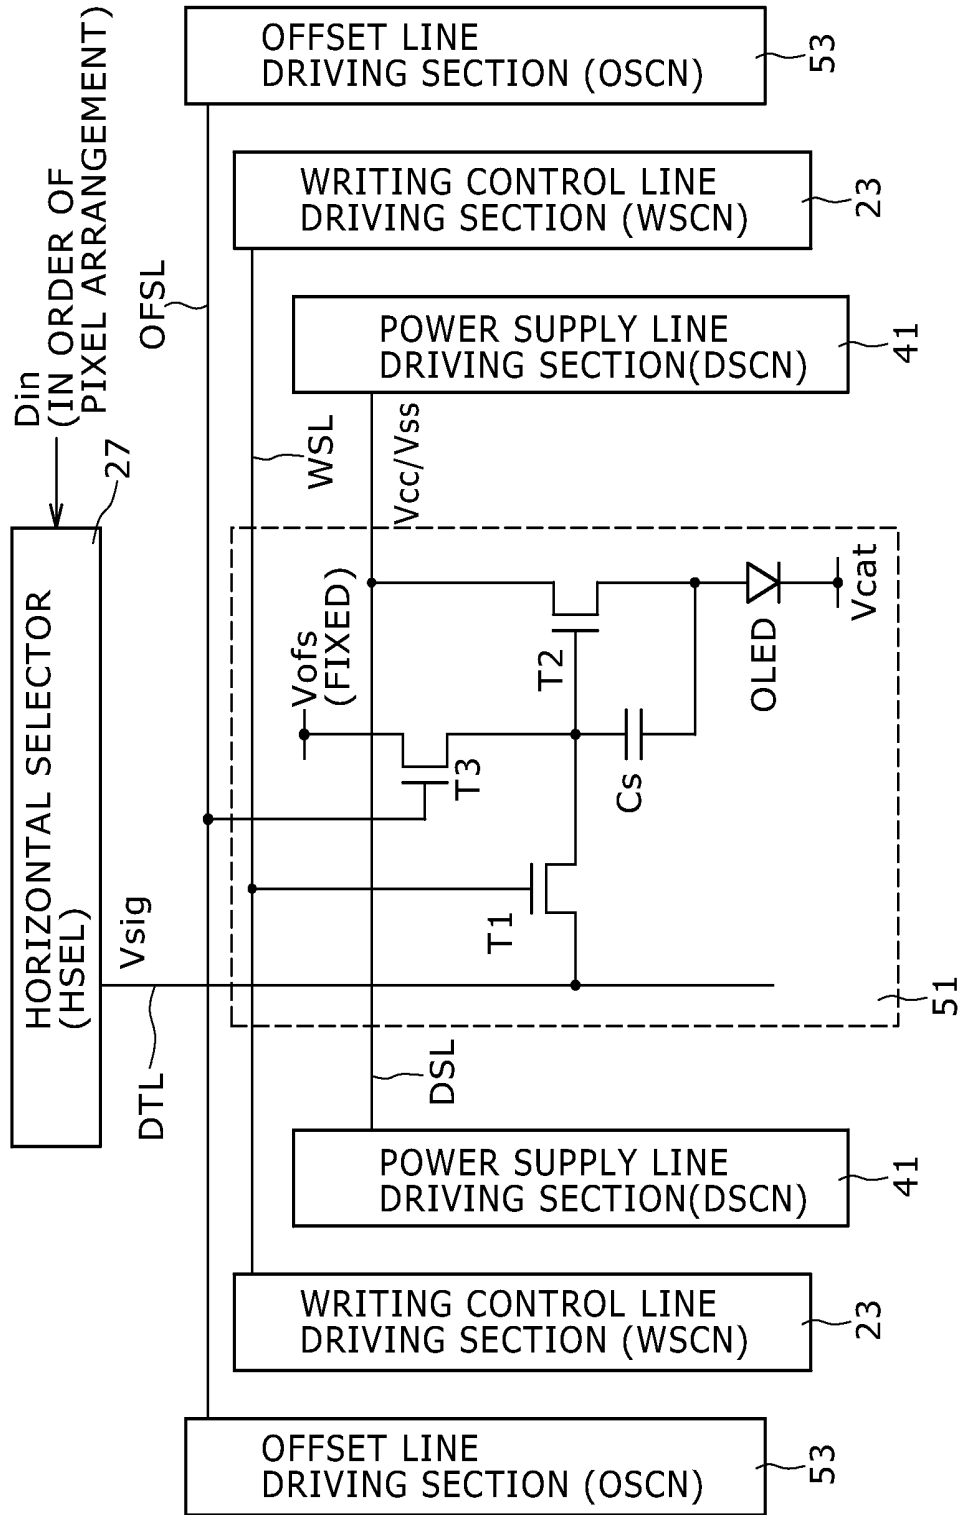 HORIZONTAL SELECTOR
(HSEL)
27
Din
(IN ORDER OF
PIXEL ARRANGEMENT)
DTL
Vsig
OFSL
WSL
DSL
Vcc/Vss
Vofs
(FIXED)
T1
T2
T3
Cs
OLED
Vcat
51
OFFSET LINE
DRIVING SECTION (OSCN)
53
WRITING CONTROL LINE
DRIVING SECTION (WSCN)
23
POWER SUPPLY LINE
DRIVING SECTION(DSCN)
41
POWER SUPPLY LINE
DRIVING SECTION(DSCN)
41
WRITING CONTROL LINE
DRIVING SECTION (WSCN)
23
OFFSET LINE
DRIVING SECTION (OSCN)
53